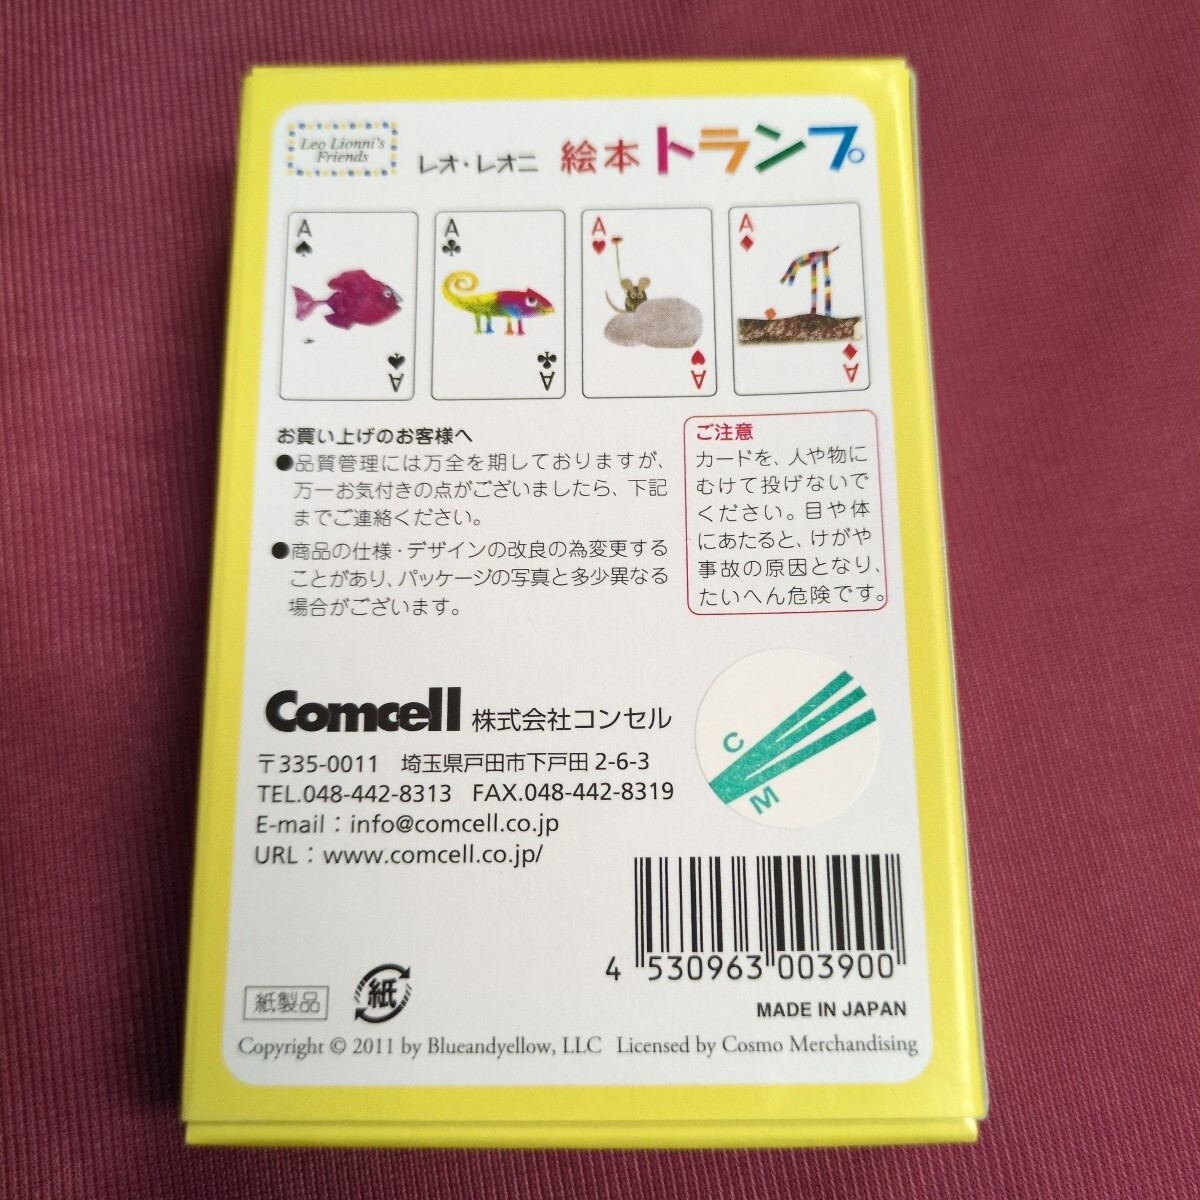 Leo Lionni's
Friends
レオ・レオニ 絵本 トランプ
A
A
A
A
A
A
A
A
お買い上げのお客様へ
●品質管理には万全を期しておりますが、
万一お気付きの点がございましたら、下記
までご連絡ください。
●商品の仕様・デザインの改良の為変更する
ことがあり、パッケージの写真と多少異なる
場合がございます。
ご注意
カードを、人や物に
むけて投げないで
ください。目や体
にあたると、けがや
事故の原因となり、
たいへん危険です。
Comcell 株式会社コンセル
〒335-0011 埼玉県戸田市下戸田 2-6-3
TEL.048-442-8313 FAX.048-442-8319
E-mail：info@comcell.co.jp
URL：www.comcell.co.jp/
C
M
4 530963 003900
紙製品
紙
MADE IN JAPAN
Copyright © 2011 by Blueandyellow, LLC Licensed by Cosmo Merchandising